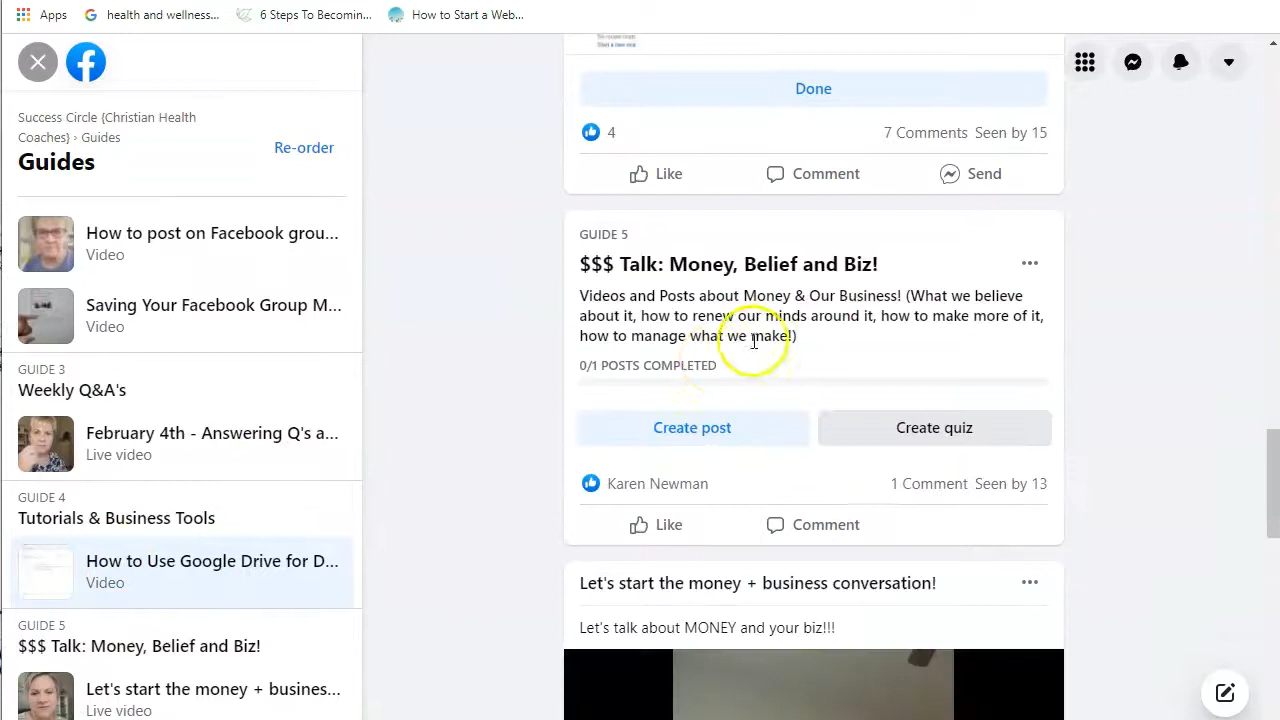 Apps health and wellness... 6 Steps To Becomin... How to Start a Web...
Success Circle {Christian Health
Coaches} › Guides
Guides
Re-order
How to post on Facebook grou...
Video
Saving Your Facebook Group M...
Video
GUIDE 3
Weekly Q&A's
February 4th - Answering Q's a...
Live video
GUIDE 4
Tutorials & Business Tools
How to Use Google Drive for D...
Video
GUIDE 5
$$$ Talk: Money, Belief and Biz!
Let's start the money + busines...
Live video
Done
4 7 Comments Seen by 15
Like Comment Send
GUIDE 5
$$$ Talk: Money, Belief and Biz!
Videos and Posts about Money & Our Business! (What we believe
about it, how to renew our minds around it, how to make more of it,
how to manage what we make!)
0/1 POSTS COMPLETED
Create post Create quiz
Karen Newman 1 Comment Seen by 13
Like Comment
Let's start the money + business conversation!
Let's talk about MONEY and your biz!!!